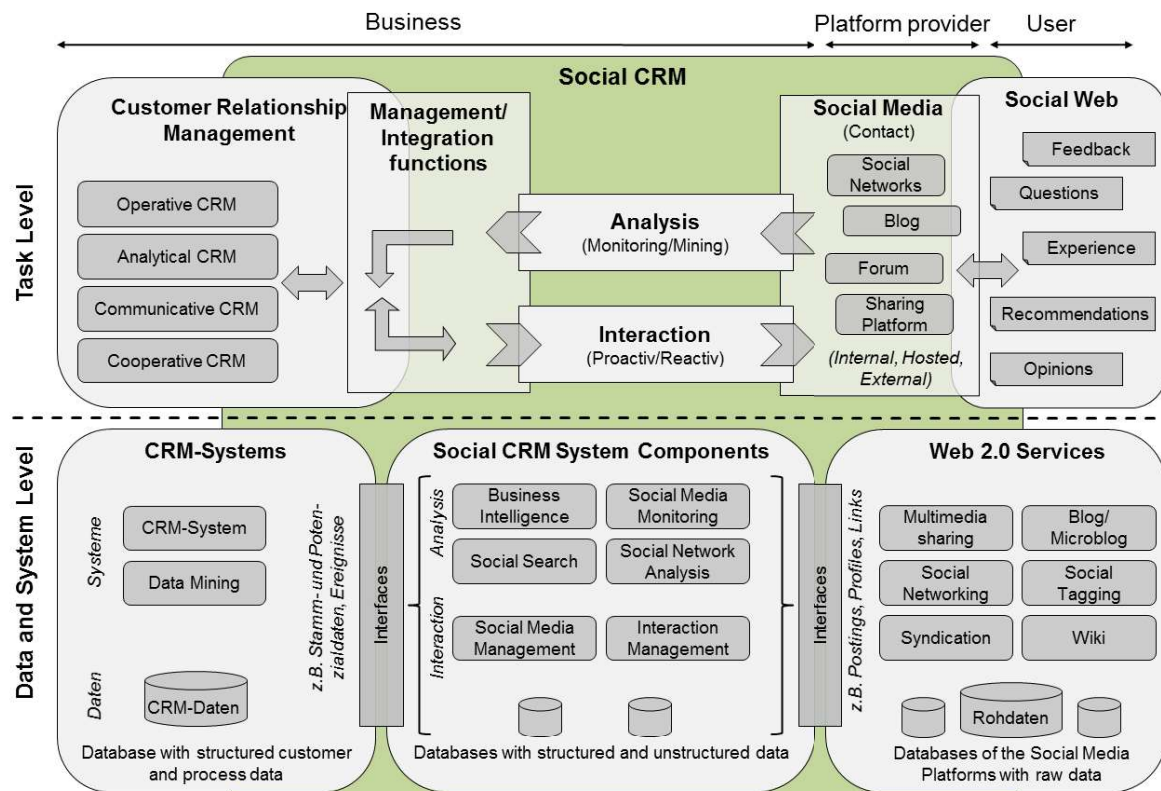 Business
Platform provider
User
Social CRM
Task Level
Customer Relationship
Management
Operative CRM
Analytical CRM
Communicative CRM
Cooperative CRM
Management/
Integration
functions
Analysis
(Monitoring/Mining)
Interaction
(Proactiv/Reactiv)
Social Media
(Contact)
Social
Networks
Blog
Forum
Sharing
Platform
(Internal, Hosted,
External)
Social Web
Feedback
Questions
Experience
Recommendations
Opinions
Data and System Level
CRM-Systems
Systeme
CRM-System
Data Mining
Daten
CRM-Daten
Database with structured customer
and process data
z.B. Stamm- und Poten-
zialdaten, Ereignisse
Interfaces
Social CRM System Components
Analysis
Business
Intelligence
Social Media
Monitoring
Social Search
Social Network
Analysis
Interaction
Social Media
Management
Interaction
Management
Databases with structured and unstructured data
Interfaces
z.B. Postings, Profiles, Links
Web 2.0 Services
Multimedia
sharing
Blog/
Microblog
Social
Networking
Social
Tagging
Syndication
Wiki
Rohdaten
Databases of the Social Media
Platforms with raw data